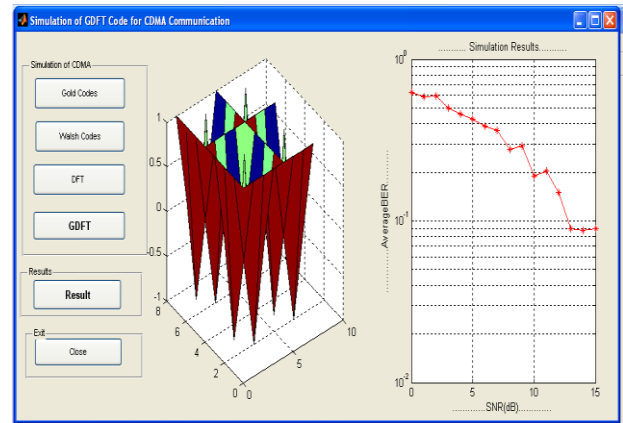 Simulation of GDFT Code for CDMA Communication
Simulation of CDMA
Gold Codes
Walsh Codes
DFT
GDFT
Results
Result
Exit
Close
1
0.5
0
-0.5
-1
8
6
4
2
0
0
5
10
........... Simulation Results...........
10^0
10^-1
10^-2
AverageBER
0
5
10
15
.............SNR(dB).............